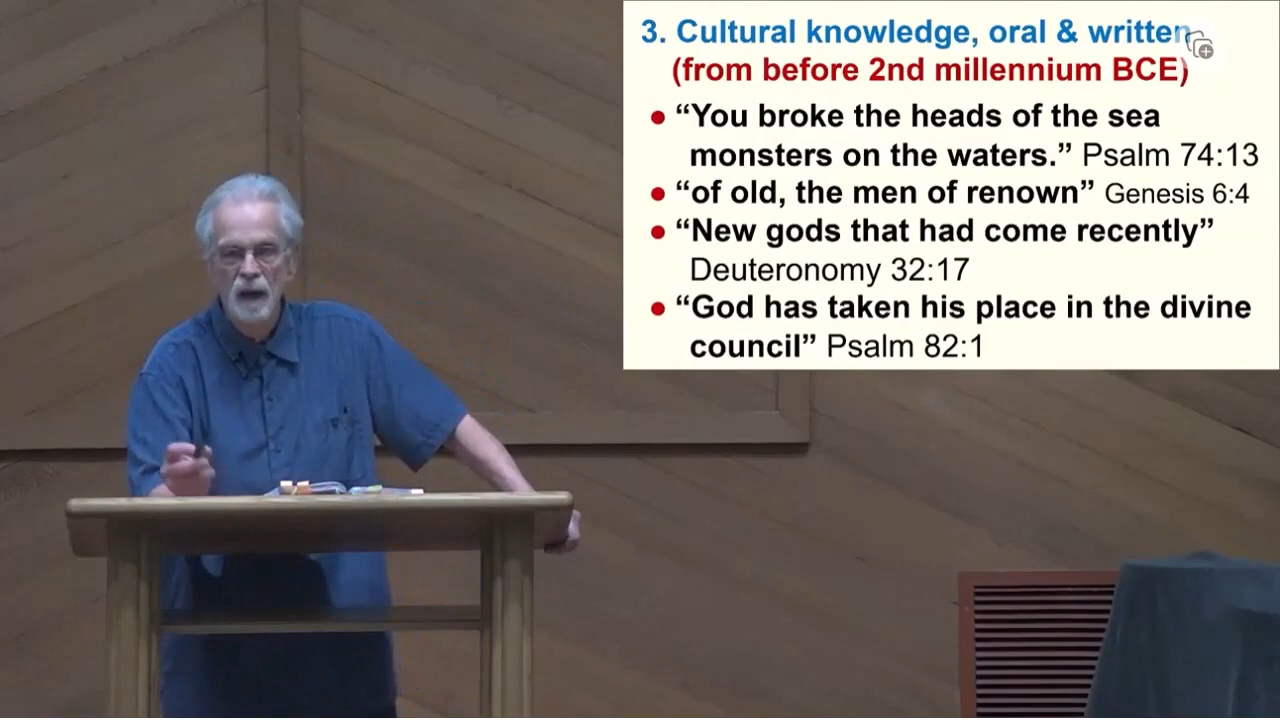 3. Cultural knowledge, oral & written
(from before 2nd millennium BCE)
● “You broke the heads of the sea
monsters on the waters.” Psalm 74:13
● “of old, the men of renown” Genesis 6:4
● “New gods that had come recently”
Deuteronomy 32:17
● “God has taken his place in the divine
council” Psalm 82:1